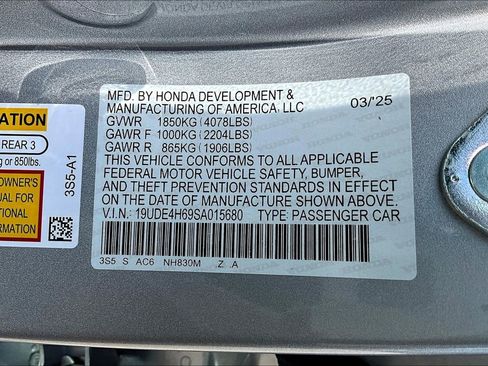 MFD. BY HONDA DEVELOPMENT &
MANUFACTURING OF AMERICA, LLC 03/'25
GVWR 1850KG(4078LBS)
GAWR F 1000KG(2204LBS)
GAWR R 865KG(1906LBS)
THIS VEHICLE CONFORMS TO ALL APPLICABLE
FEDERAL MOTOR VEHICLE SAFETY, BUMPER,
AND THEFT PREVENTION STANDARDS IN EFFECT
ON THE DATE OF MANUFACTURE SHOWN ABOVE.
V.I.N.: 19UDE4H69SA015680 TYPE: PASSENGER CAR
3S5 S AC6 NH830M Z A
REAR 3
g or 850lbs.
OWNER'S
NUAL FOR
TIONAL
MATION
3S5-A1